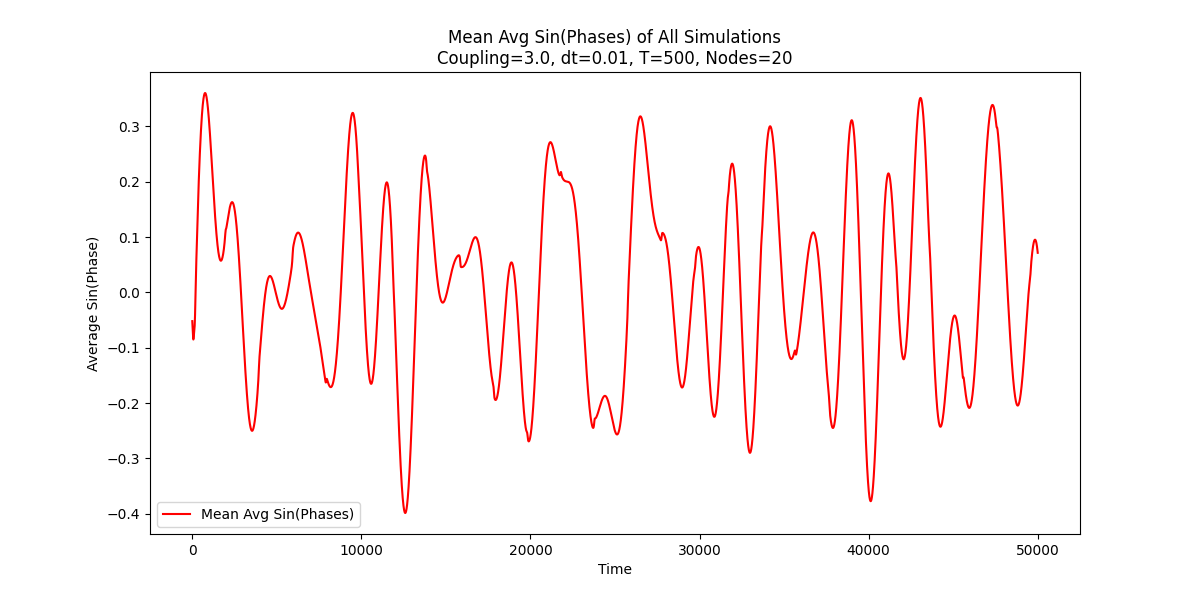 Mean Avg Sin(Phases) of All Simulations
Coupling=3.0, dt=0.01, T=500, Nodes=20
Average Sin(Phase)
0.3
0.2
0.1
0.0
−0.1
−0.2
−0.3
−0.4
Mean Avg Sin(Phases)
0 10000 20000 30000 40000 50000
Time